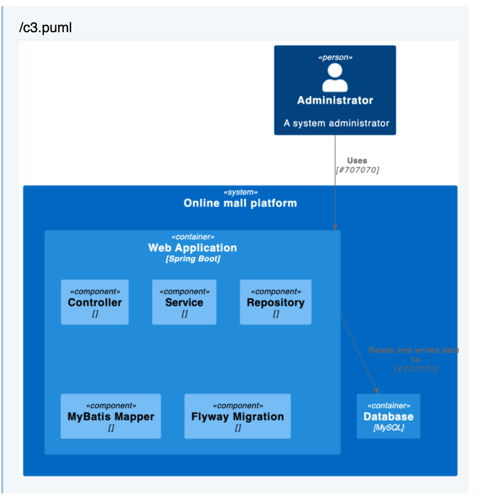 /c3.puml
«person»
Administrator
A system administrator
Uses
[#707070]
«system»
Online mall platform
«container»
Web Application
[Spring Boot]
«component»
Controller
[]
«component»
Service
[]
«component»
Repository
[]
Reads and writes data
to
[#707070]
«component»
MyBatis Mapper
[]
«component»
Flyway Migration
[]
«container»
Database
[MySQL]